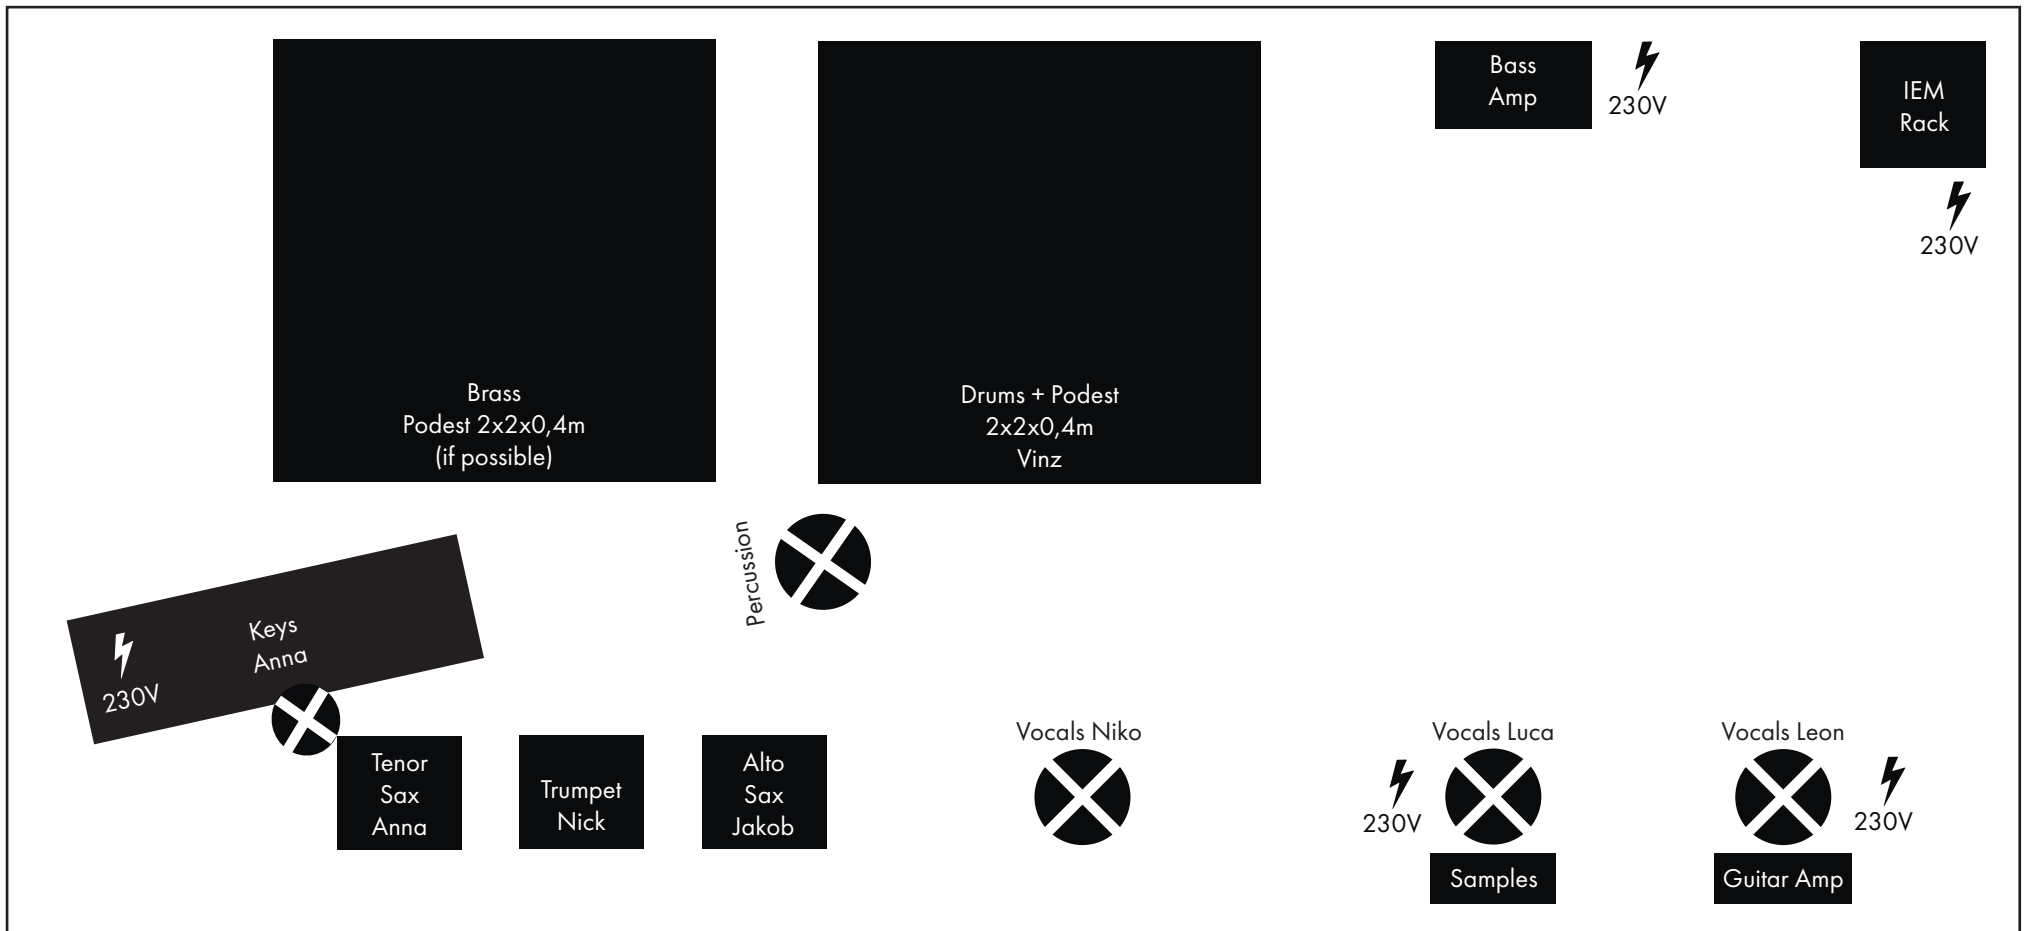 Bass
Amp
230V
IEM
Rack
230V
Brass
Podest 2x2x0,4m
(if possible)
Drums + Podest
2x2x0,4m
Vinz
Percussion
Keys
Anna
230V
Tenor
Sax
Anna
Trumpet
Nick
Alto
Sax
Jakob
Vocals Niko
Vocals Luca
230V
Samples
Vocals Leon
230V
Guitar Amp